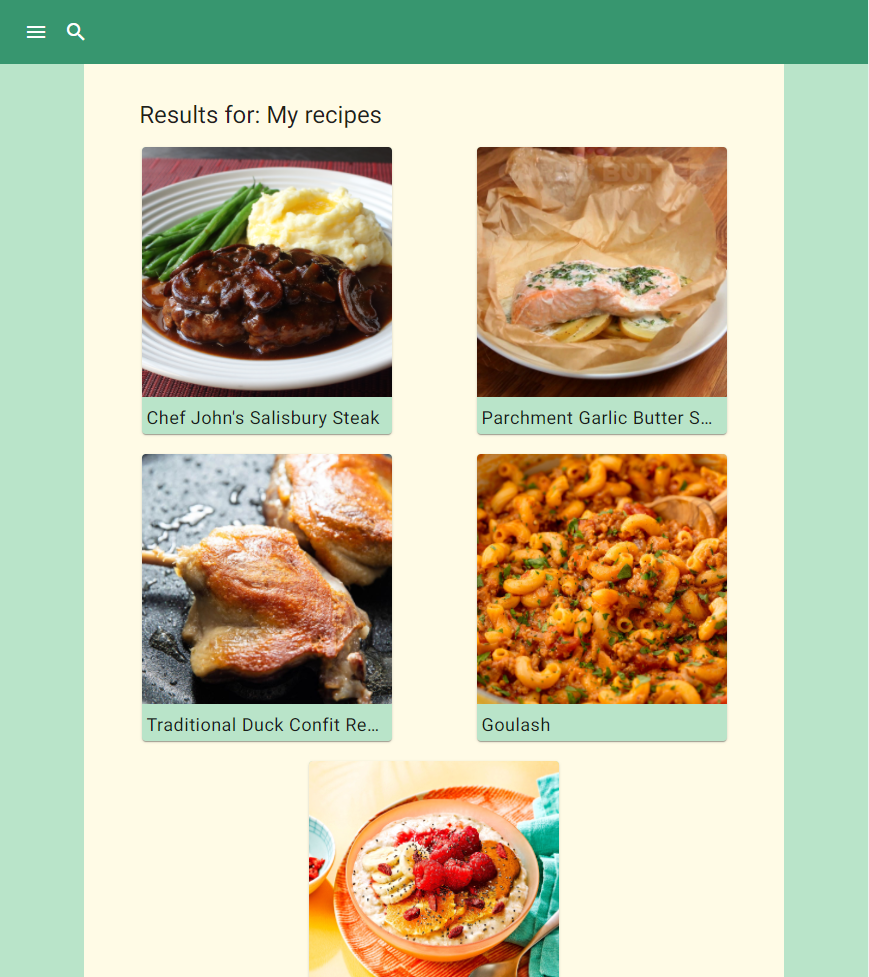 Results for: My recipes
Chef John's Salisbury Steak
Parchment Garlic Butter S...
Traditional Duck Confit Re...
Goulash